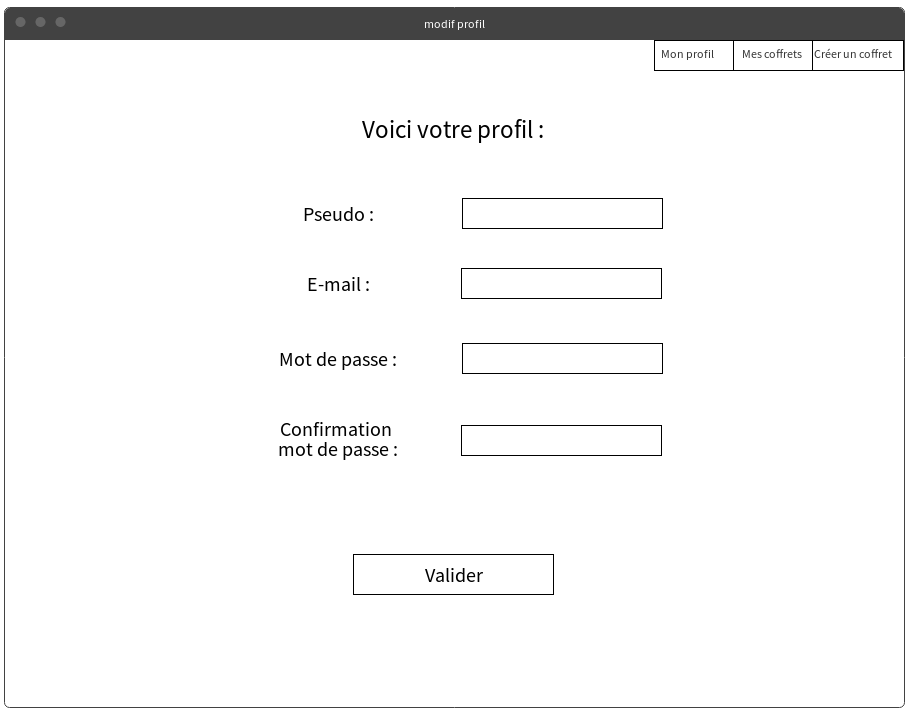 modif profil
Mon profil
Mes coffrets
Créer un coffret
Voici votre profil :
Pseudo :
E-mail :
Mot de passe :
Confirmation
mot de passe :
Valider